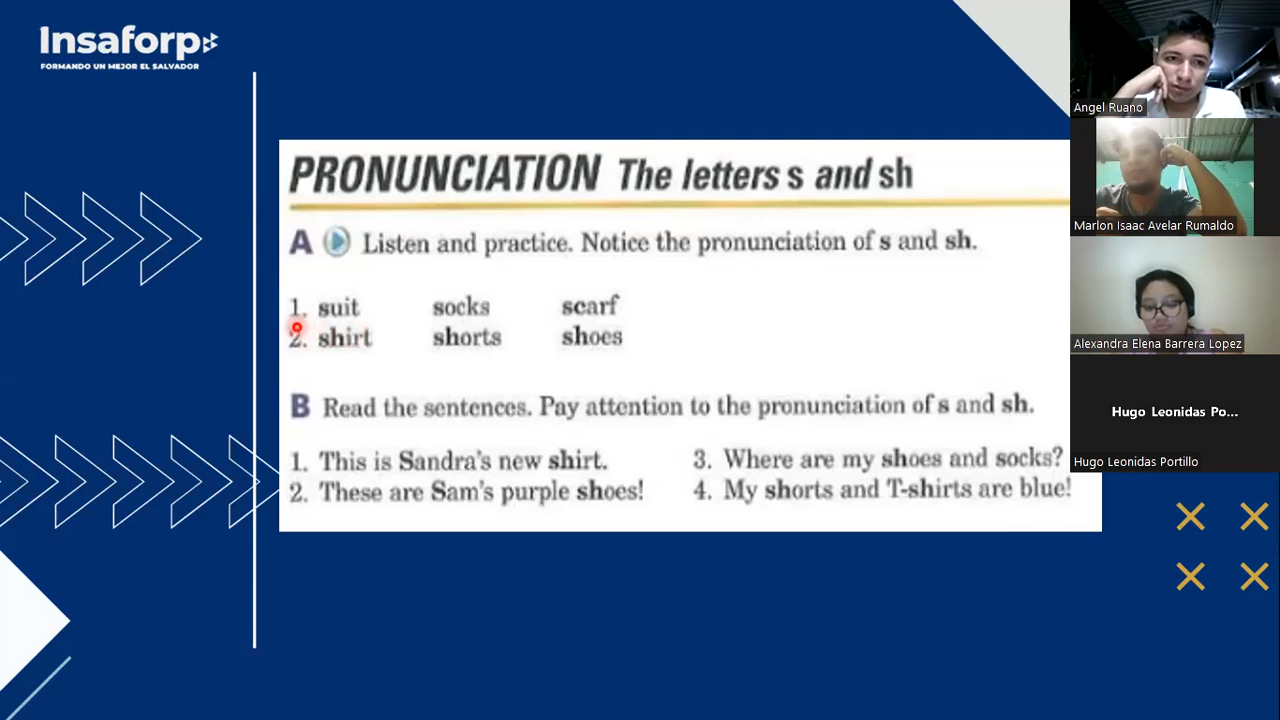 Insaforp
FORMANDO UN MEJOR EL SALVADOR
PRONUNCIATION The letters s and sh
A Listen and practice. Notice the pronunciation of s and sh.
1. suit socks scarf
2. shirt shorts shoes
B Read the sentences. Pay attention to the pronunciation of s and sh.
1. This is Sandra's new shirt.
2. These are Sam's purple shoes!
3. Where are my shoes and socks?
4. My shorts and T-shirts are blue!
Angel Ruano
Marlon Isaac Avelar Rumaldo
Alexandra Elena Barrera Lopez
Hugo Leonidas Po...
Hugo Leonidas Portillo